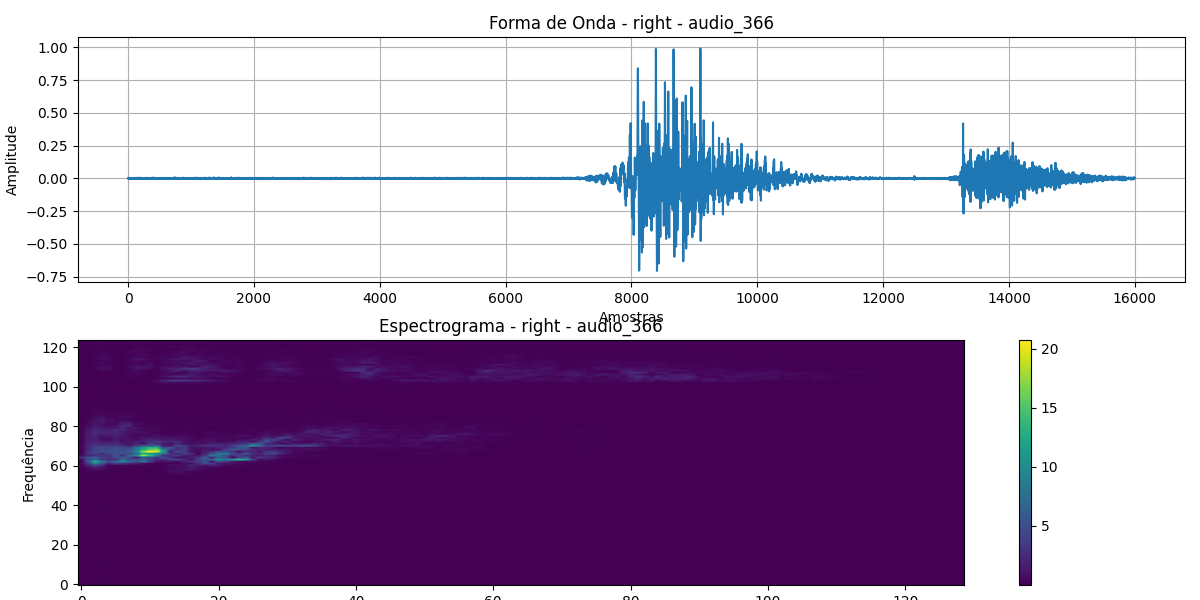 Forma de Onda - right - audio_366
1.00
0.75
0.50
0.25
0.00
−0.25
−0.50
−0.75
Amplitude
0 2000 4000 6000 8000 10000 12000 14000 16000
Amostras
Espectrograma - right - audio_366
120
100
80
60
40
20
0
Frequência
0 20 40 60 80 100 120
20
15
10
5